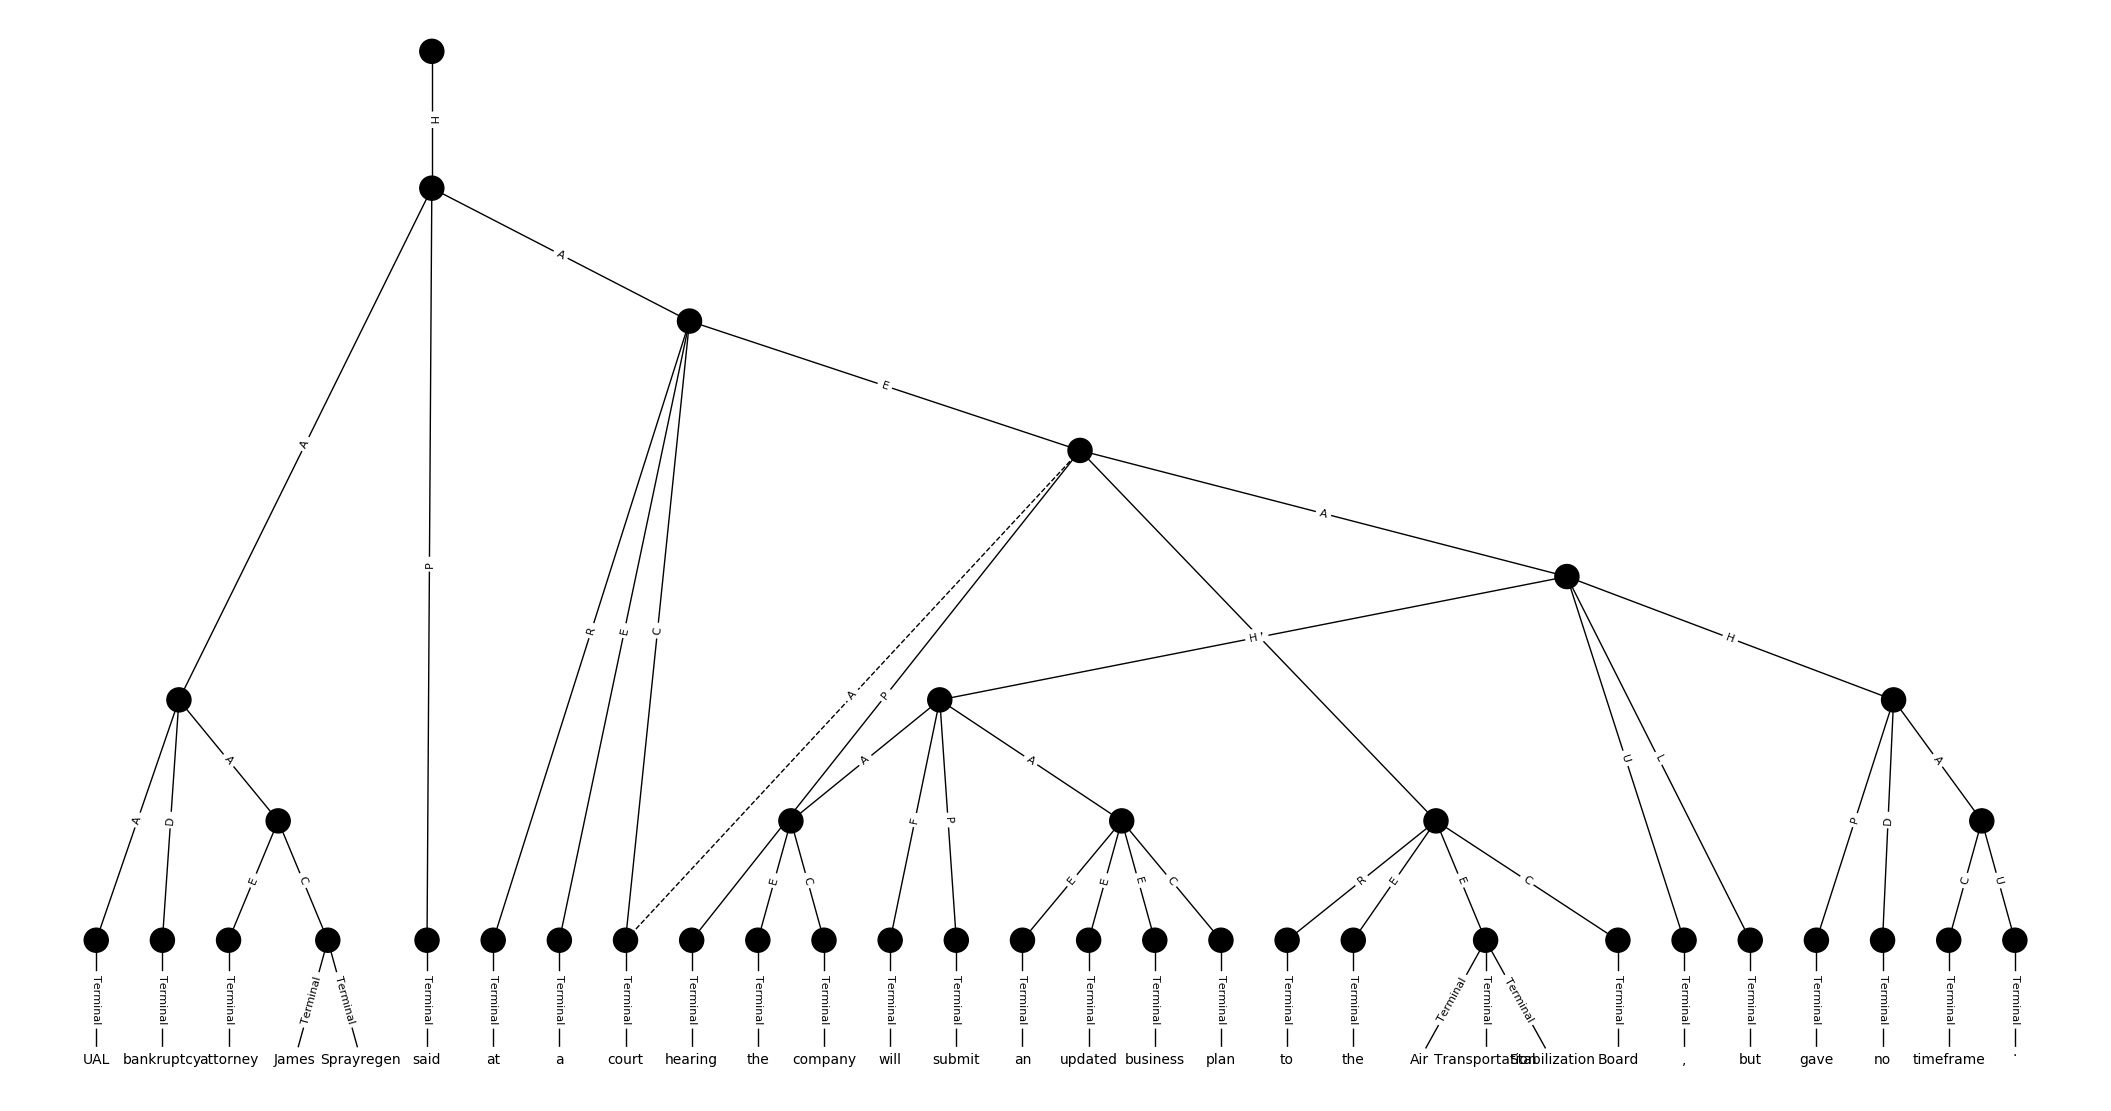 H
A
E
A
A
P
R
E
C
A
P
H
H
A
A
U
L
A
A
D
E
C
F
P
E
C
E
E
E
C
R
E
E
C
P
D
A
C
U
Terminal Terminal Terminal Terminal Terminal Terminal Terminal Terminal Terminal Terminal Terminal Terminal Terminal Terminal Terminal Terminal Terminal Terminal Terminal Terminal Terminal Terminal Terminal Terminal Terminal Terminal Terminal Terminal Terminal Terminal
UAL bankruptcy attorney James Sprayregen said at a court hearing the company will submit an updated business plan to the Air Transportation Stabilization Board , but gave no timeframe .